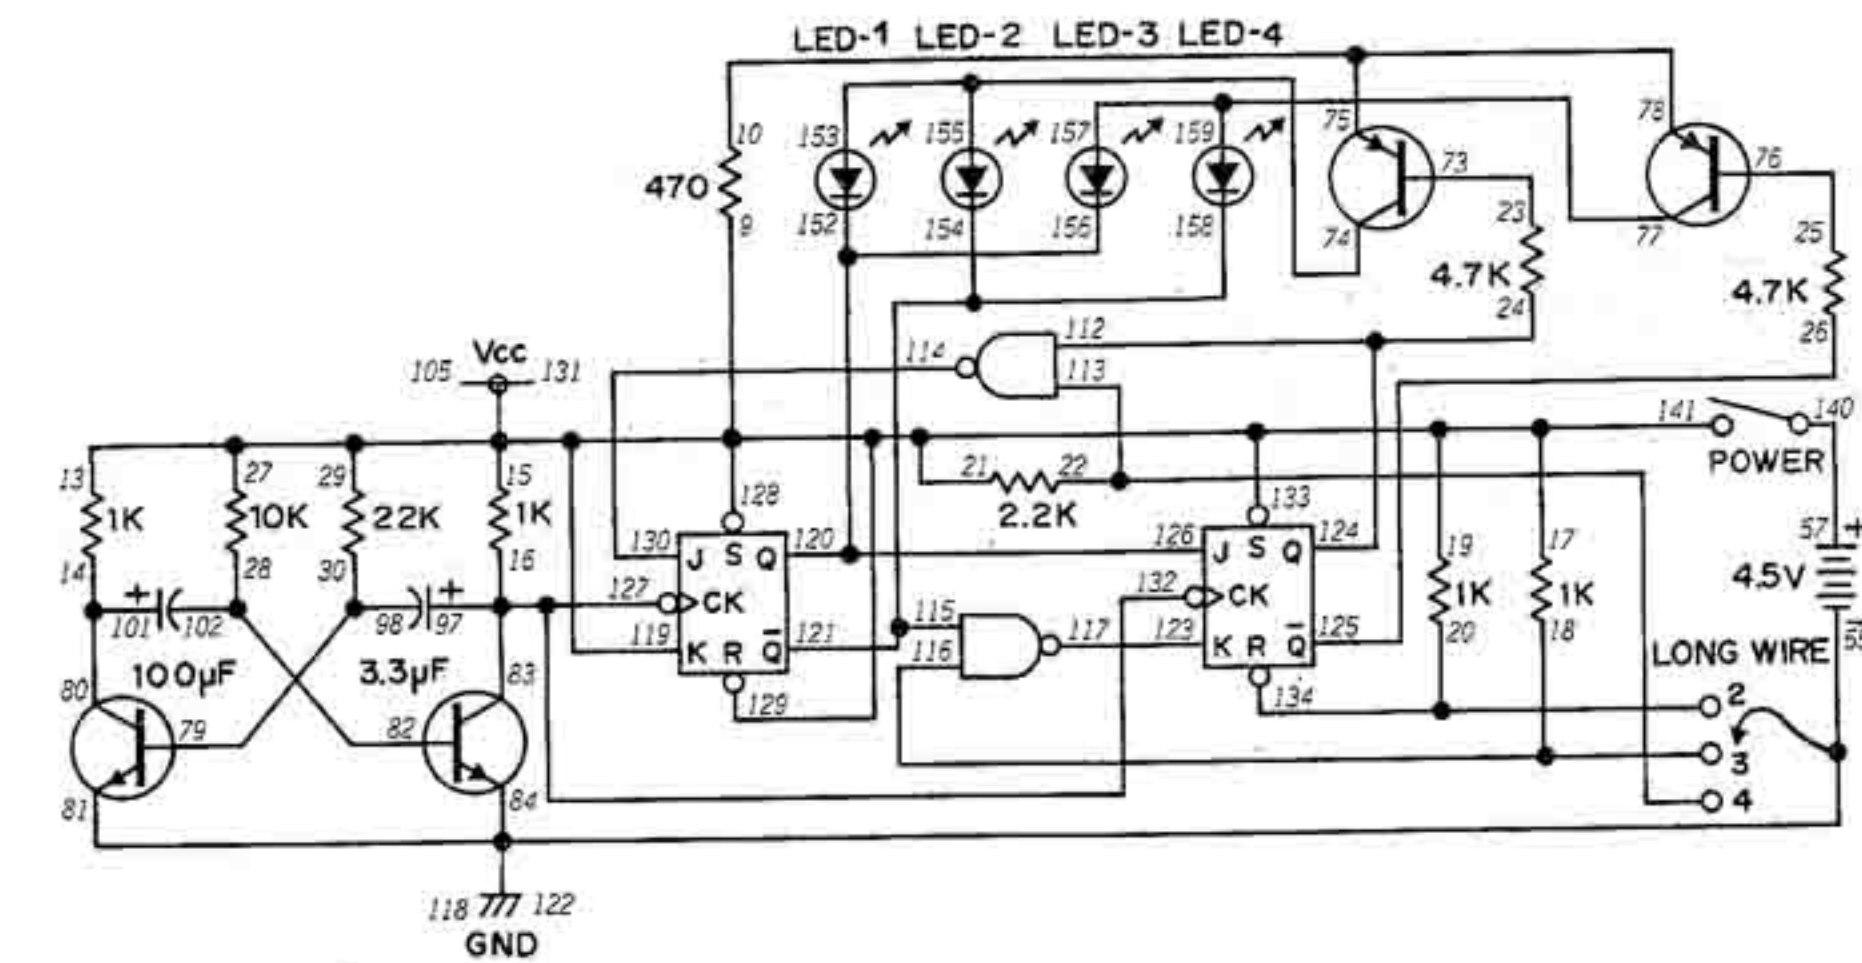 LED-1 LED-2 LED-3 LED-4
10 153 155 157 159 75 78
470 73 76
9 152 154 156 158 74 23 77 25
4.7K 4.7K
24 26
112
114
113
Vcc
105 131
141 140
POWER
13 27 29 15 21 22
1K 10K 22K 1K 2.2K
128 133
14 28 30 16
130 J S Q 120 126 J S Q 124 19 17 57 +
4.5V
127 CK 132 CK 1K 1K
+ + 101 102 98 97
119 K R Q 121 115 117 123 K R Q 125 20 18
116
100μF 3.3μF LONG WIRE
80 83 129 134 2
79 82 3
81 84 4
118 122
GND